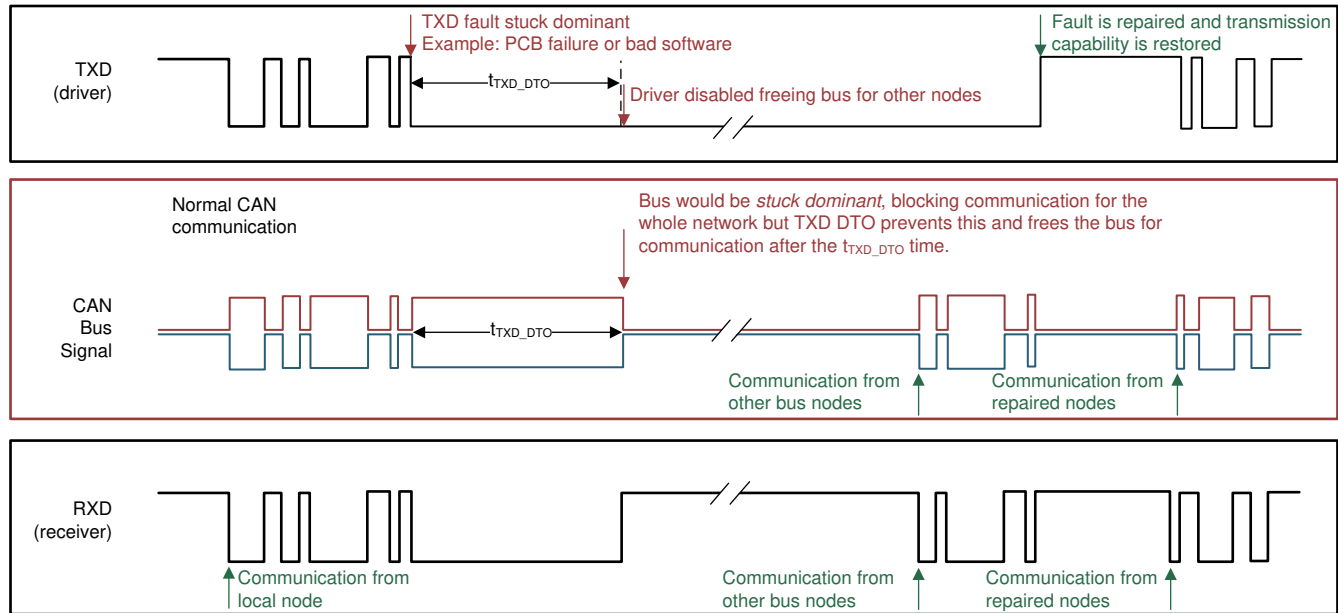 TXD fault stuck dominant
Example: PCB failure or bad software
Fault is repaired and transmission
capability is restored
TXD
(driver)
tTXD_DTO
Driver disabled freeing bus for other nodes
Normal CAN
communication
Bus would be stuck dominant, blocking communication for the
whole network but TXD DTO prevents this and frees the bus for
communication after the tTXD_DTO time.
CAN
Bus
Signal
tTXD_DTO
Communication from
other bus nodes
Communication from
repaired nodes
RXD
(receiver)
Communication from
local node
Communication from
other bus nodes
Communication from
repaired nodes